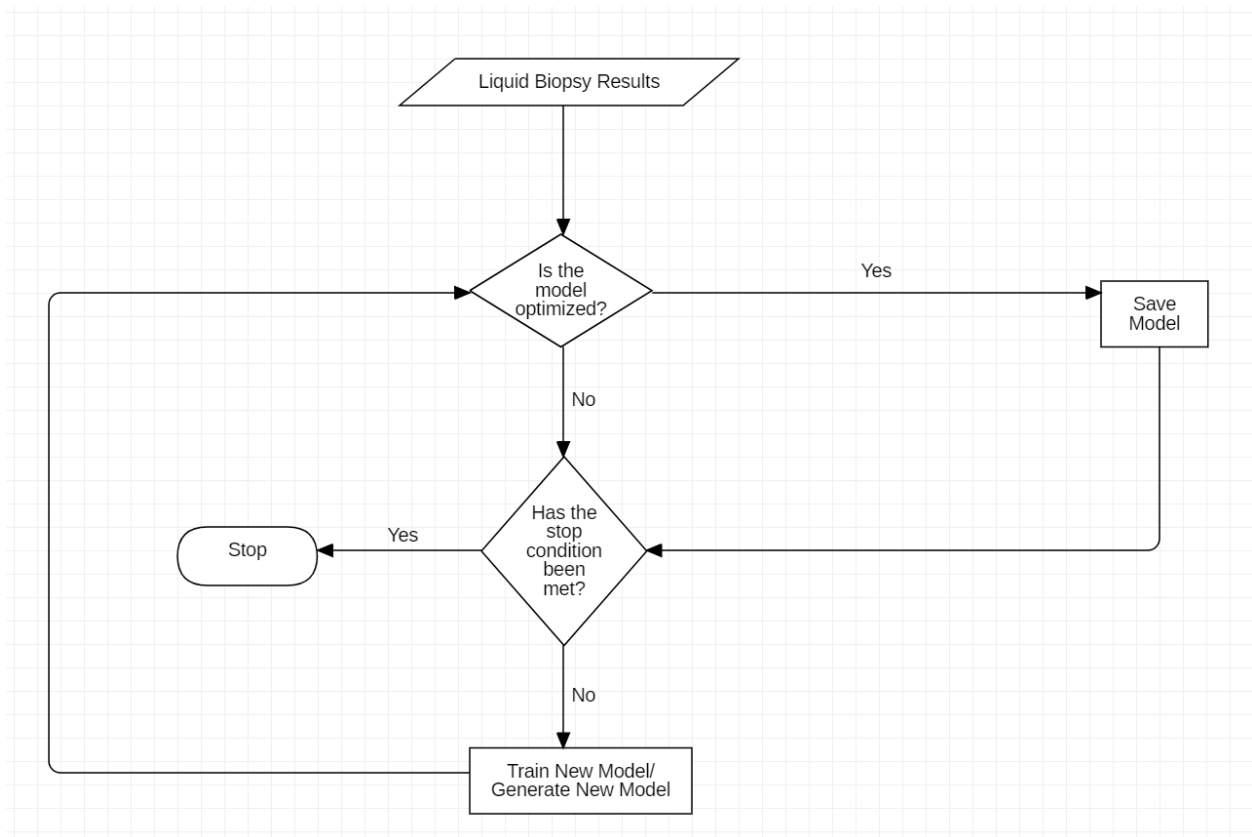 Liquid Biopsy Results
Is the
model
optimized?
Yes
Save
Model
No
Has the
stop
condition
been
met?
Yes
Stop
No
Train New Model/
Generate New Model